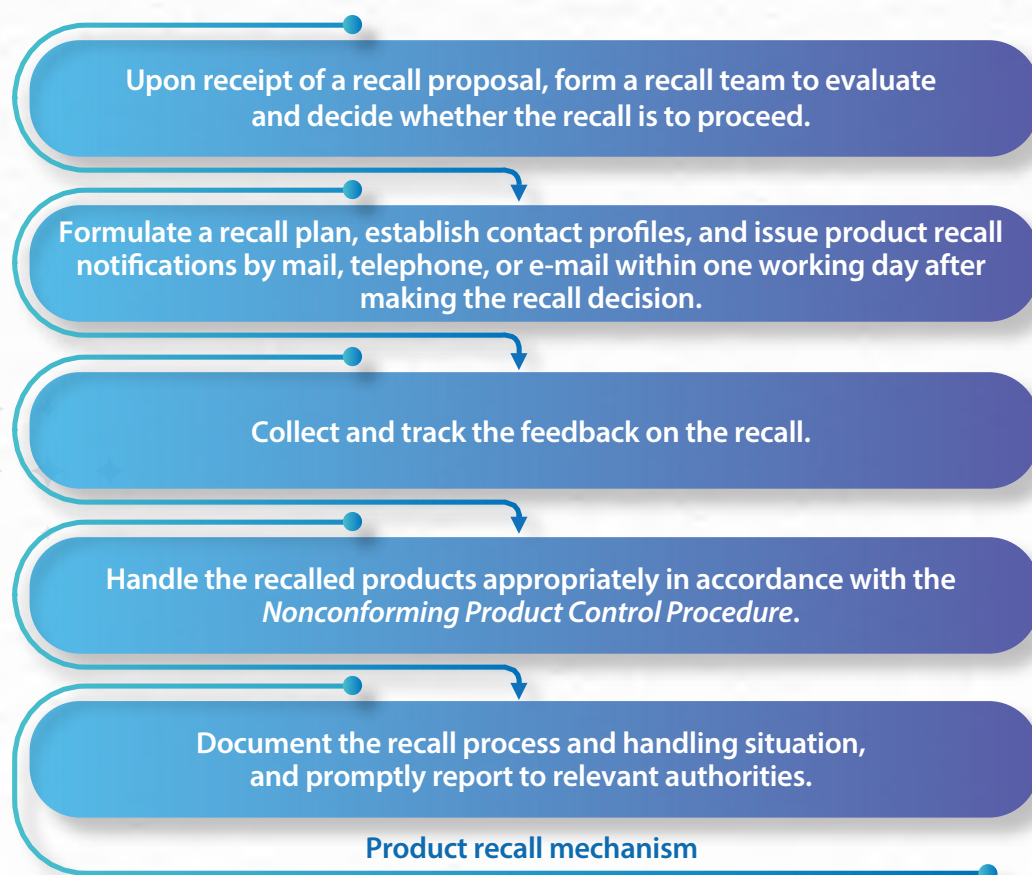 Upon receipt of a recall proposal, form a recall team to evaluate
and decide whether the recall is to proceed.
Formulate a recall plan, establish contact profiles, and issue product recall
notifications by mail, telephone, or e-mail within one working day after
making the recall decision.
Collect and track the feedback on the recall.
Handle the recalled products appropriately in accordance with the
Nonconforming Product Control Procedure.
Document the recall process and handling situation,
and promptly report to relevant authorities.
Product recall mechanism